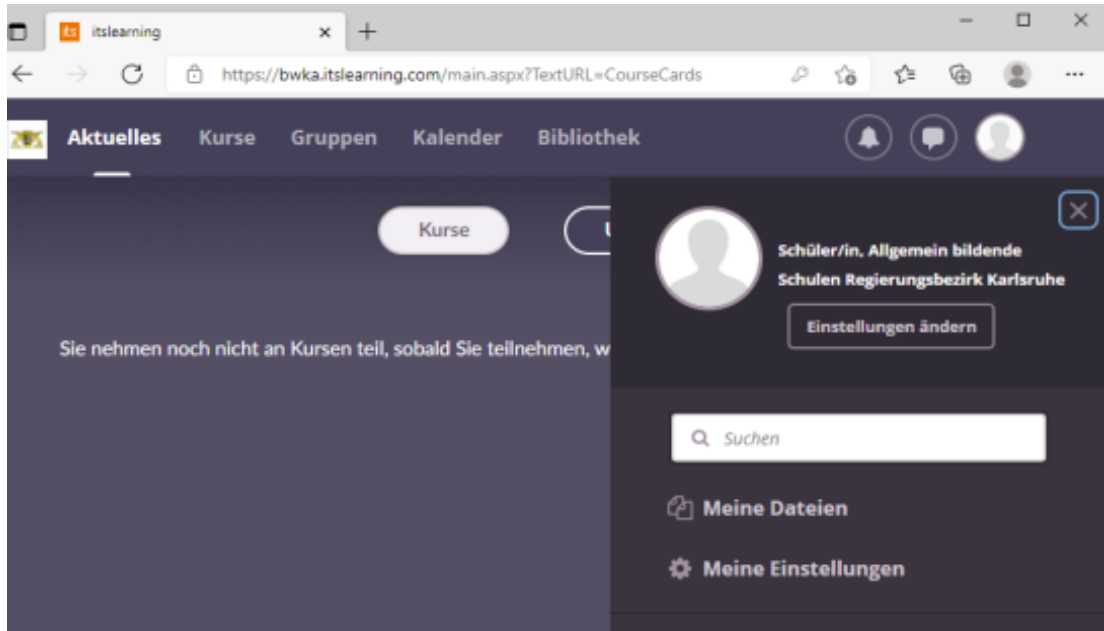 its itslearning
https://bwka.itslearning.com/main.aspx?TextURL=CourseCards
Aktuelles Kurse Gruppen Kalender Bibliothek
Kurse
Schüler/in, Allgemein bildende
Schulen Regierungsbezirk Karlsruhe
Einstellungen ändern
Sie nehmen noch nicht an Kursen teil, sobald Sie teilnehmen, w
Suchen
Meine Dateien
Meine Einstellungen